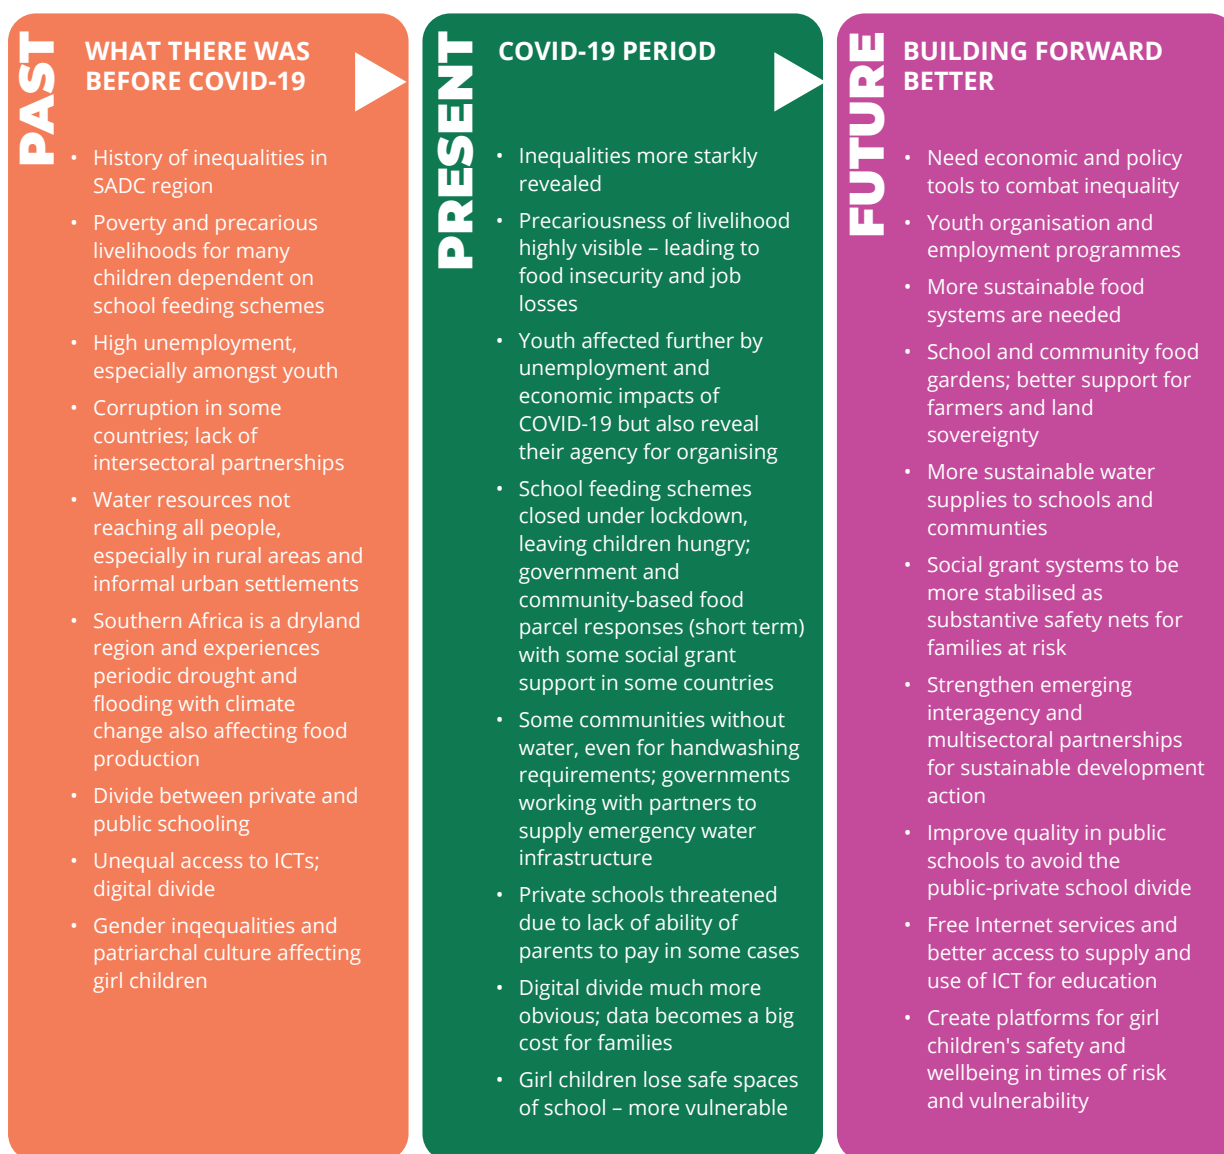 PAST
WHAT THERE WAS
BEFORE COVID-19
• History of inequalities in
SADC region
• Poverty and precarious
livelihoods for many
children dependent on
school feeding schemes
• High unemployment,
especially amongst youth
• Corruption in some
countries; lack of
intersectoral partnerships
• Water resources not
reaching all people,
especially in rural areas and
informal urban settlements
• Southern Africa is a dryland
region and experiences
periodic drought and
flooding with climate
change also affecting food
production
• Divide between private and
public schooling
• Unequal access to ICTs;
digital divide
• Gender inqequalities and
patriarchal culture affecting
girl children
PRESENT
COVID-19 PERIOD
• Inequalities more starkly
revealed
• Precariousness of livelihood
highly visible – leading to
food insecurity and job
losses
• Youth affected further by
unemployment and
economic impacts of
COVID-19 but also reveal
their agency for organising
• School feeding schemes
closed under lockdown,
leaving children hungry;
government and
community-based food
parcel responses (short term)
with some social grant
support in some countries
• Some communities without
water, even for handwashing
requirements; governments
working with partners to
supply emergency water
infrastructure
• Private schools threatened
due to lack of ability of
parents to pay in some cases
• Digital divide much more
obvious; data becomes a big
cost for families
• Girl children lose safe spaces
of school – more vulnerable
FUTURE
BUILDING FORWARD
BETTER
• Need economic and policy
tools to combat inequality
• Youth organisation and
employment programmes
• More sustainable food
systems are needed
• School and community food
gardens; better support for
farmers and land
sovereignty
• More sustainable water
supplies to schools and
communties
• Social grant systems to be
more stabilised as
substantive safety nets for
families at risk
• Strengthen emerging
interagency and
multisectoral partnerships
for sustainable development
action
• Improve quality in public
schools to avoid the
public-private school divide
• Free Internet services and
better access to supply and
use of ICT for education
• Create platforms for girl
children's safety and
wellbeing in times of risk
and vulnerability